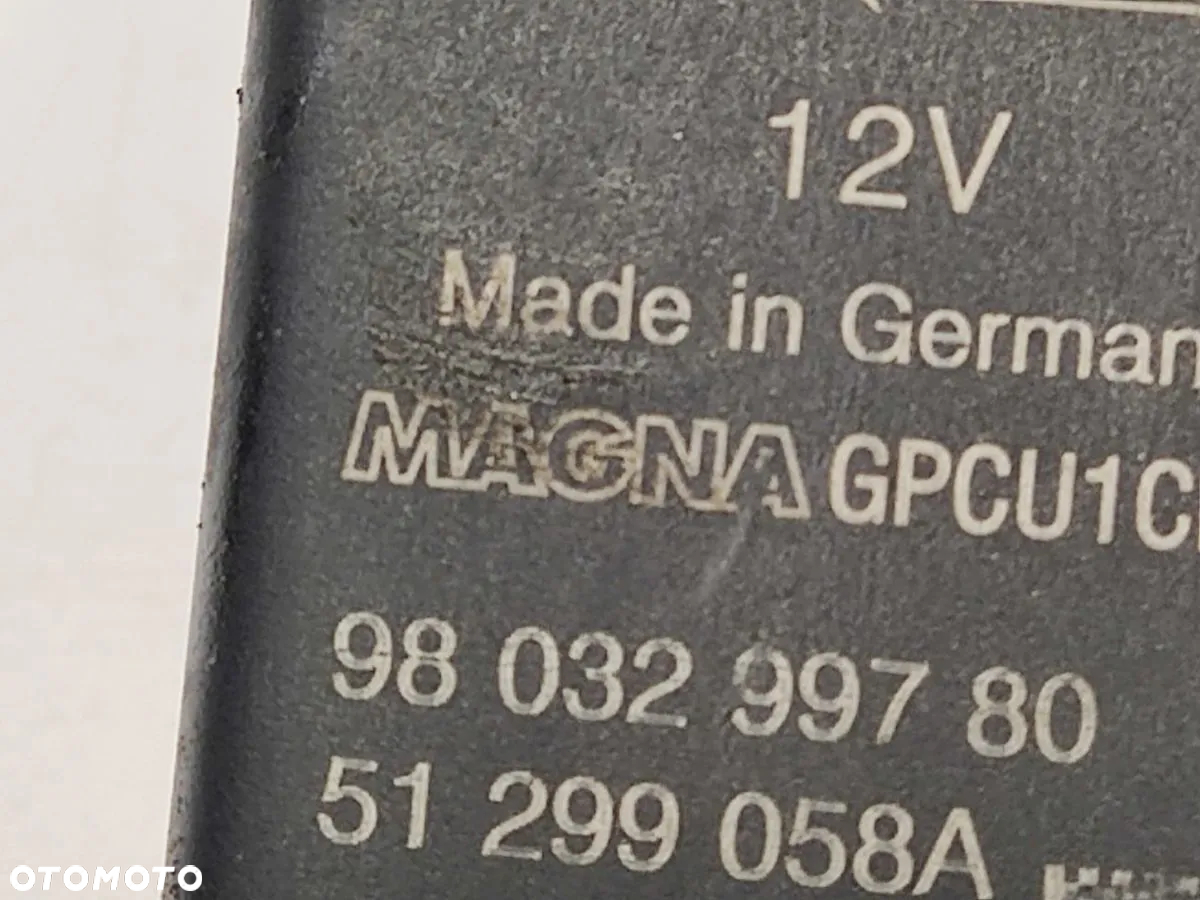 12V
Made in German
MAGNA GPCU1C
98 032 997 80
51 299 058A
OTOMOTO